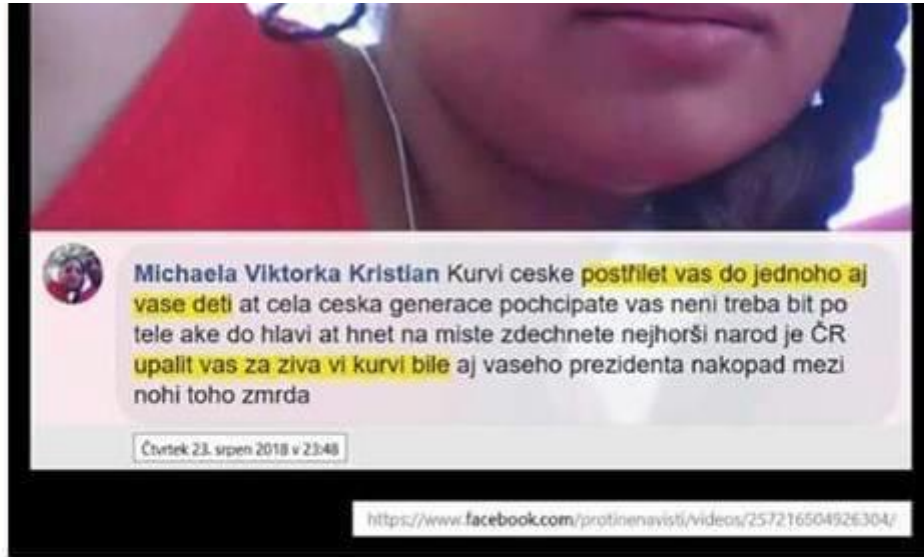 Michaela Viktorka Kristian Kurvi ceske postřilet vas do jednoho aj
vase deti at cela ceska generace pochcipate vas neni treba bit po
tele ake do hlavi at hnet na miste zdechnete nejhorši narod je ČR
upalit vas za ziva vi kurvi bile aj vaseho prezidenta nakopad mezi
nohi toho zmrda
Čtvrtek 23. srpen 2018 v 23:48
https://www.facebook.com/protinenavisti/videos/257216504926304/